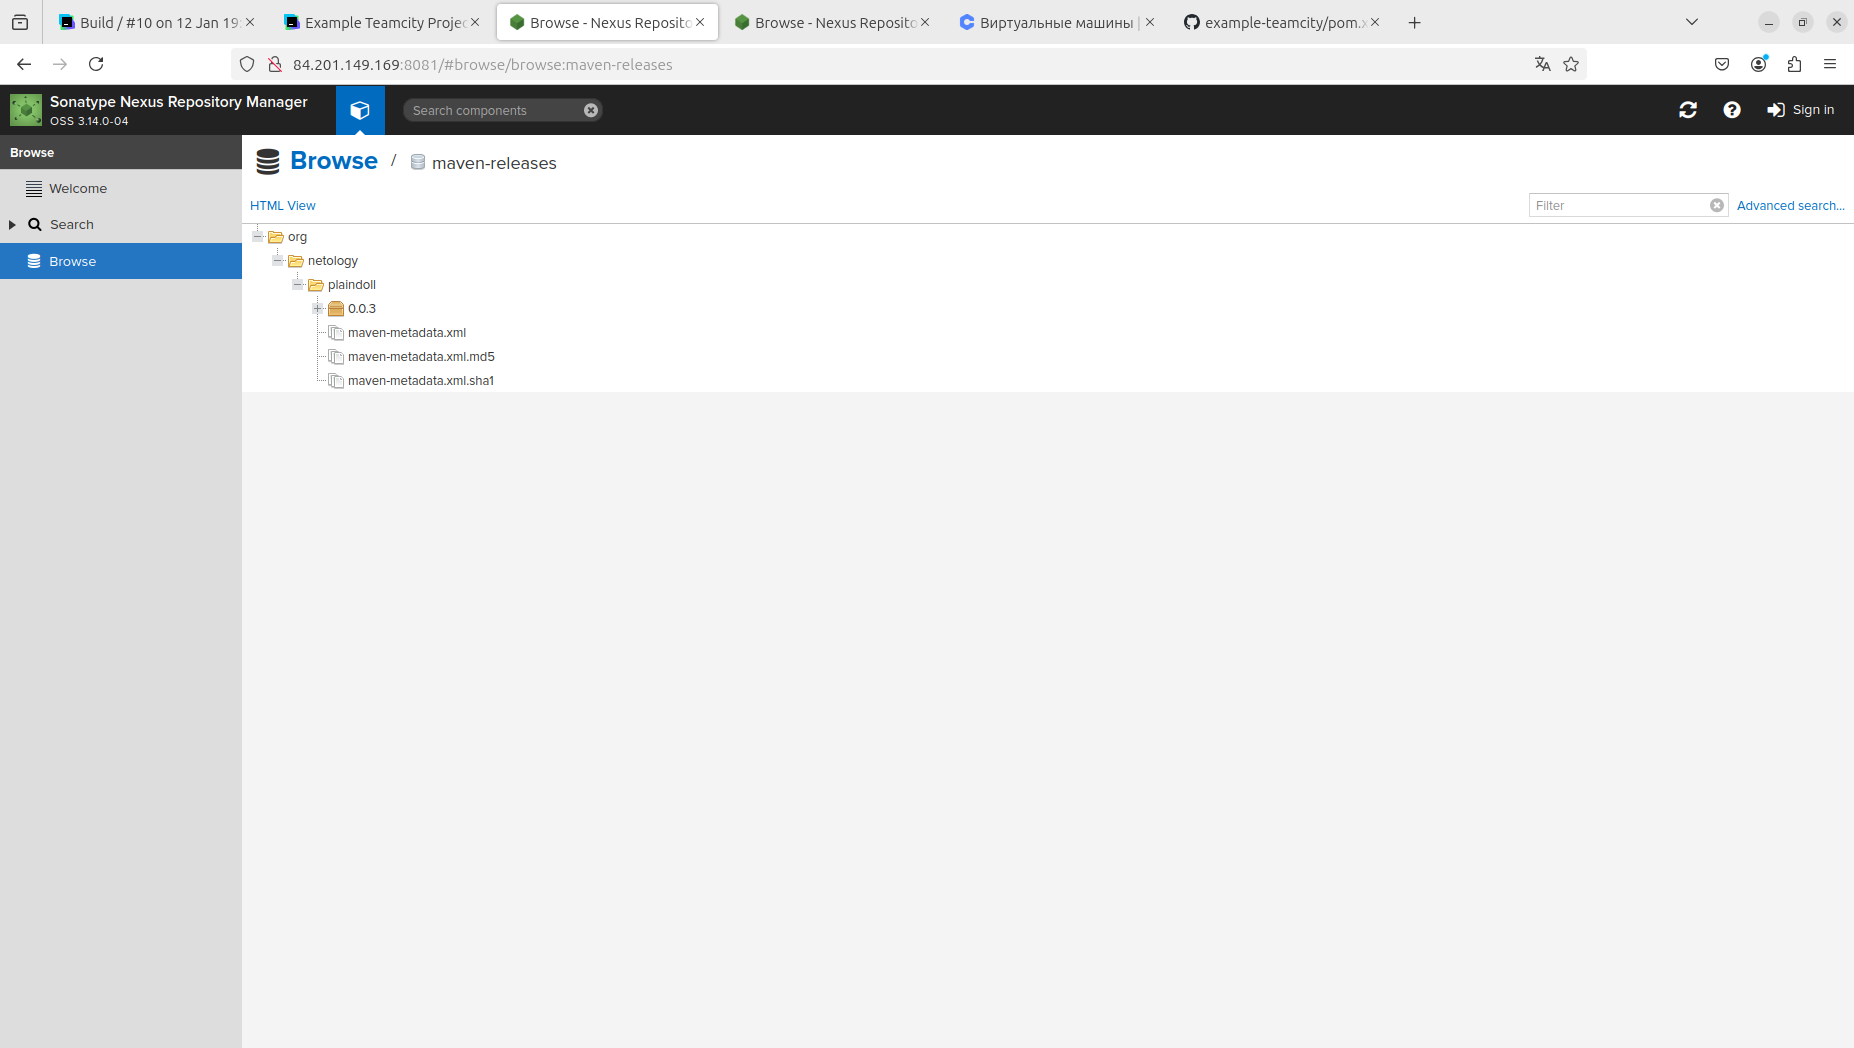 Build / #10 on 12 Jan 19:
Example Teamcity Projec
Browse - Nexus Reposito
Browse - Nexus Reposito
Виртуальные машины |
example-teamcity/pom.x
84.201.149.169:8081/#browse/browse:maven-releases
Sonatype Nexus Repository Manager
OSS 3.14.0-04
Search components
Sign in
Browse
Welcome
Search
Browse
Browse / maven-releases
HTML View
Filter
Advanced search...
org
netology
plaindoll
0.0.3
maven-metadata.xml
maven-metadata.xml.md5
maven-metadata.xml.sha1